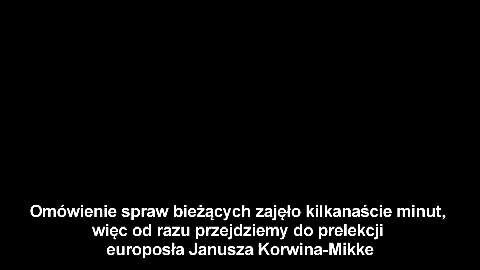 Omówienie spraw bieżących zajęło kilkanaście minut,
więc od razu przejdziemy do prelekcji
europosła Janusza Korwina-Mikke